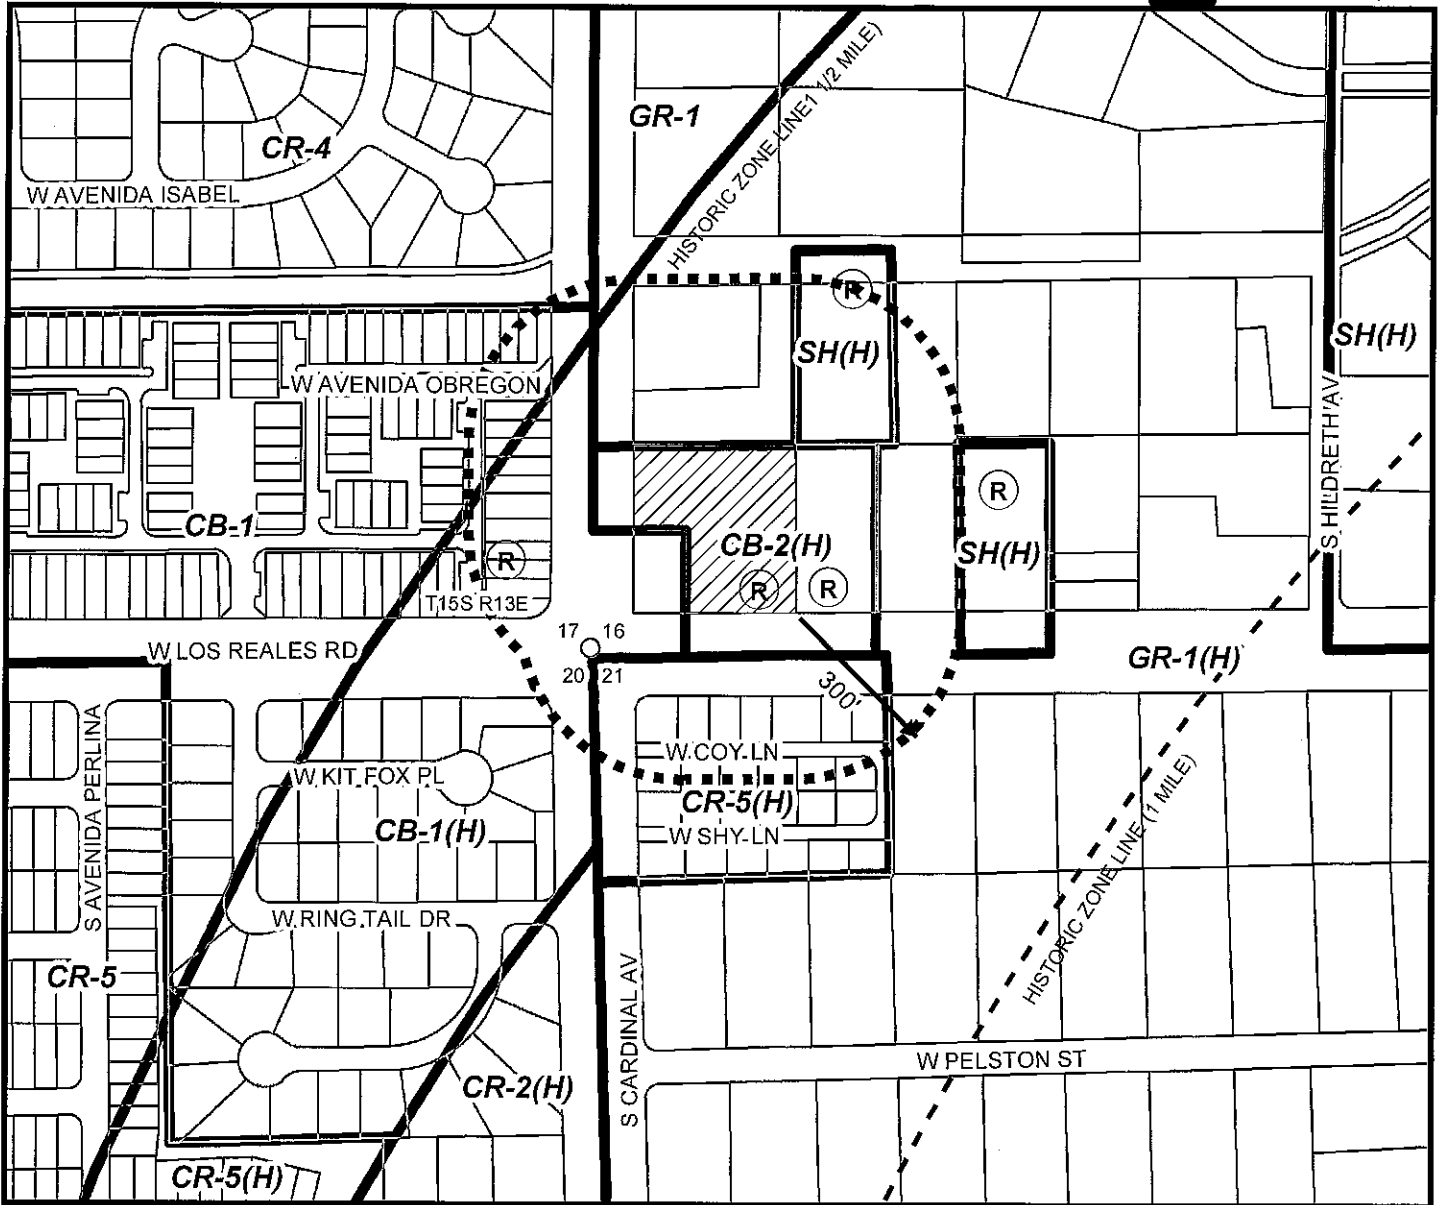 GR-1
HISTORIC ZONE LINE1 1/2 MILE)
CR-4
W AVENIDA ISABEL
R
SH(H)
SH(H)
W AVENIDA OBREGON
S HILDRETH AV
R
CB-1
CB-2(H)
SH(H)
R
R
R
T15S R13E
17 16
W LOS REALES RD
20 21
GR-1(H)
300'
S AVENIDA PERLINA
W COY LN
W KIT FOX PL
CR-5(H)
CB-1(H)
W SHY LN
HISTORIC ZONE LINE (1 MILE)
W RING TAIL DR
CR-5
S CARDINAL AV
W PELSTON ST
CR-2(H)
CR-5(H)